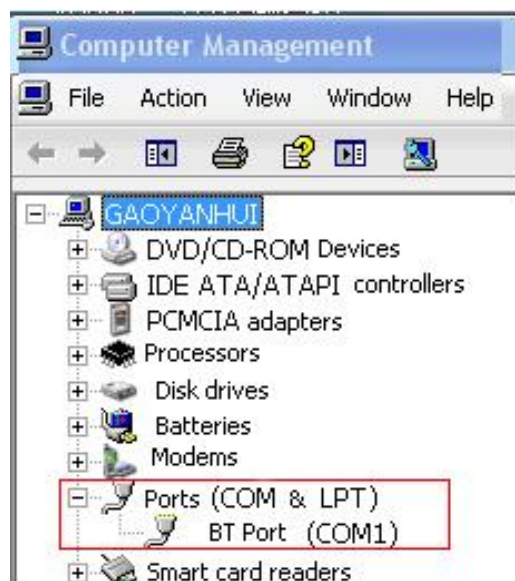 Computer Management
File Action View Window Help
GAOYANHUI
DVD/CD-ROM Devices
IDE ATA/ATAPI controllers
PCMCIA adapters
Processors
Disk drives
Batteries
Modems
Ports (COM & LPT)
BT Port (COM1)
Smart card readers